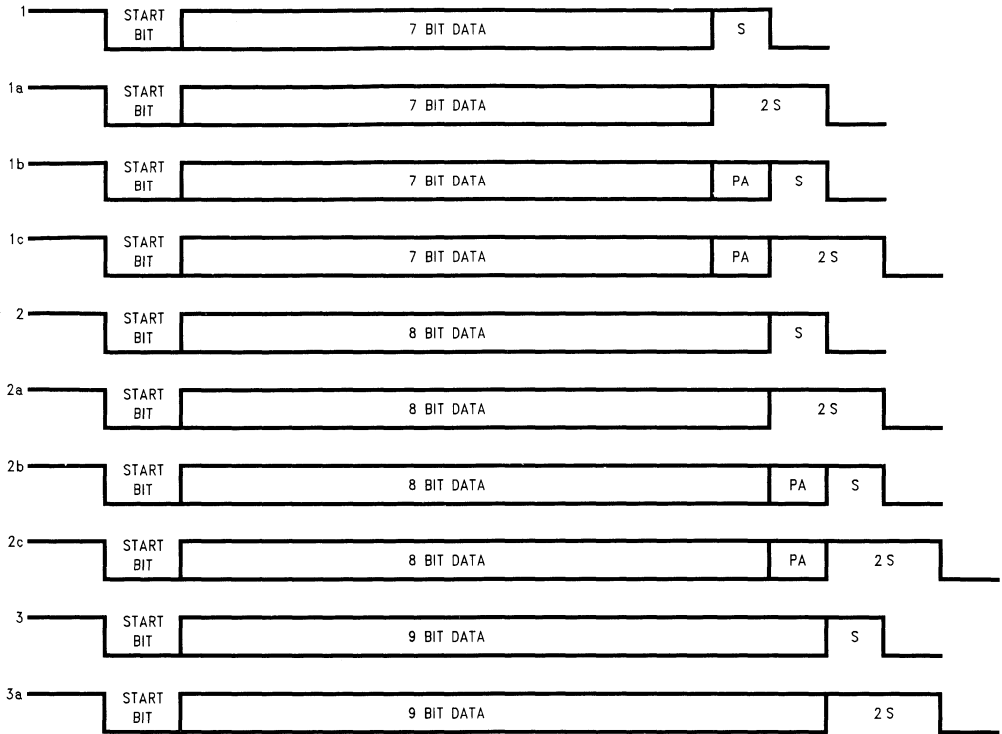 1 START BIT 7 BIT DATA S
1a START BIT 7 BIT DATA 2 S
1b START BIT 7 BIT DATA PA S
1c START BIT 7 BIT DATA PA 2 S
2 START BIT 8 BIT DATA S
2a START BIT 8 BIT DATA 2 S
2b START BIT 8 BIT DATA PA S
2c START BIT 8 BIT DATA PA 2 S
3 START BIT 9 BIT DATA S
3a START BIT 9 BIT DATA 2 S